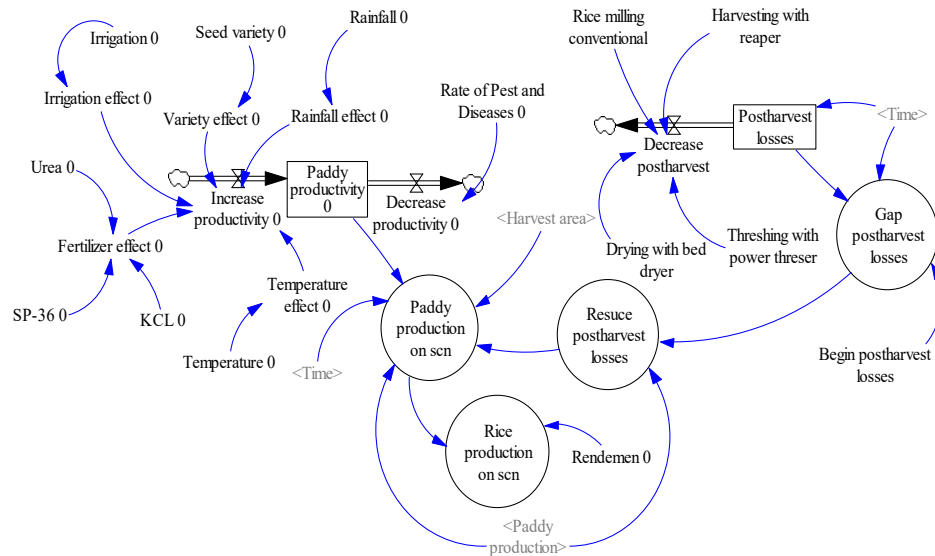 Irrigation 0
Seed variety 0
Rainfall 0
Rice milling
conventional
Harvesting with
reaper
Irrigation effect 0
Variety effect 0
Rainfall effect 0
Rate of Pest and
Diseases 0
Decrease
postharvest
Postharvest
losses
<Time>
Urea 0
Increase
productivity 0
Paddy
productivity
0
Decrease
productivity 0
<Harvest area>
Gap
postharvest
losses
Fertilizer effect 0
Drying with bed
dryer
Threshing with
power threser
SP-36 0
KCL 0
Temperature
effect 0
Paddy
production
on scn
Resuce
postharvest
losses
Temperature 0
<Time>
Begin postharvest
losses
Rice
production
on scn
Rendemen 0
<Paddy
production>